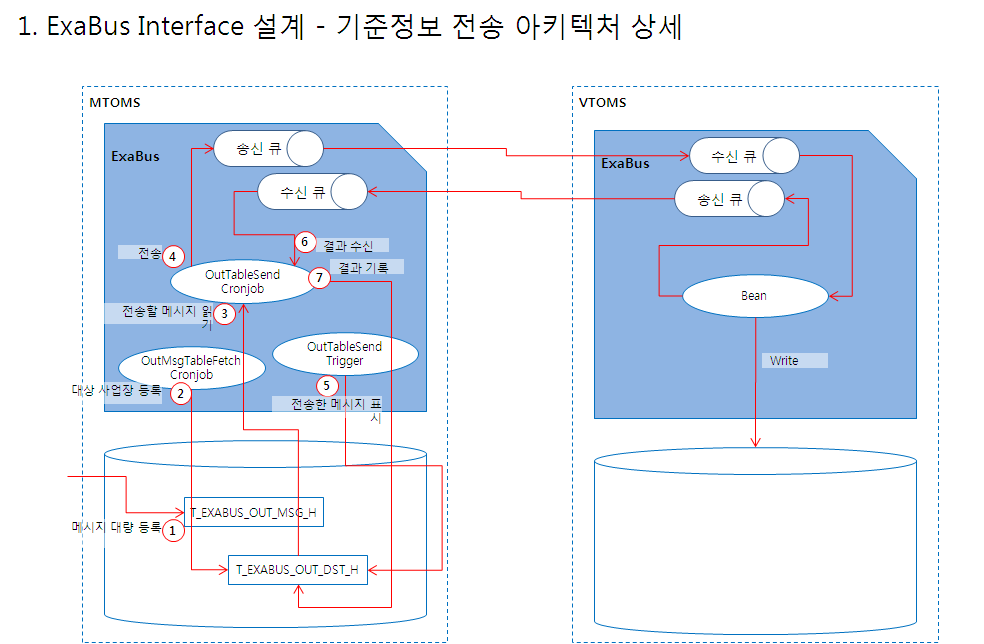 1. ExaBus Interface 설계 - 기준정보 전송 아키텍처 상세
MTOMS
ExaBus
송신 큐
수신 큐
6
결과 수신
전송
4
7
결과 기록
OutTableSend
Cronjob
전송할 메시지 읽
기
3
OutMsgTableFetch
Cronjob
OutTableSend
Trigger
대상 사업장 등록
2
5
전송한 메시지 표
시
T_EXABUS_OUT_MSG_H
메시지 대량 등록
1
T_EXABUS_OUT_DST_H
VTOMS
ExaBus
수신 큐
송신 큐
Bean
Write